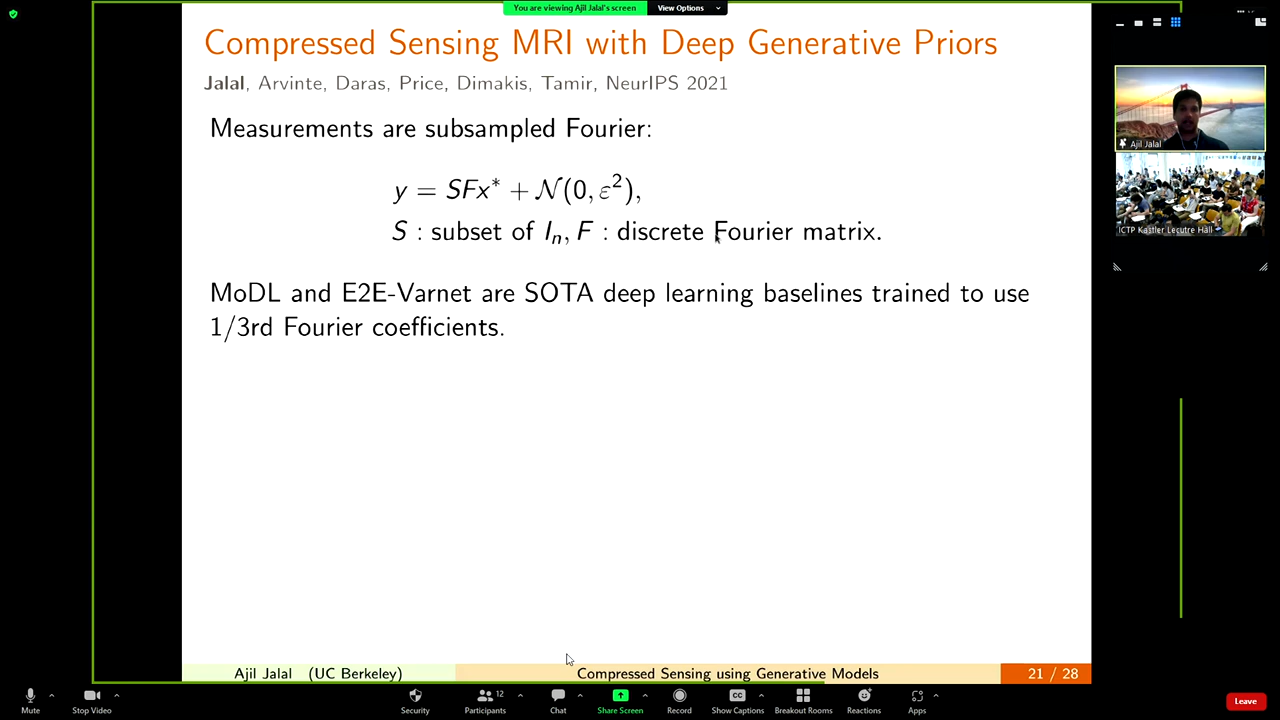 You are viewing Ajil Jalal's screen
View Options
Compressed Sensing MRI with Deep Generative Priors
Jalal, Arvinte, Daras, Price, Dimakis, Tamir, NeurIPS 2021
Measurements are subsampled Fourier:
y = SFx* + 𝒩(0, ε²),
S : subset of Iₙ, F : discrete Fourier matrix.
MoDL and E2E-Varnet are SOTA deep learning baselines trained to use
1/3rd Fourier coefficients.
Ajil Jalal (UC Berkeley)
Compressed Sensing using Generative Models
21 / 28
Ajil Jalal
ICTP Kastler Lecutre Hall
Mute
Stop Video
Security
Participants
12
Chat
Share Screen
Record
CC
Show Captions
Breakout Rooms
Reactions
Apps
Leave